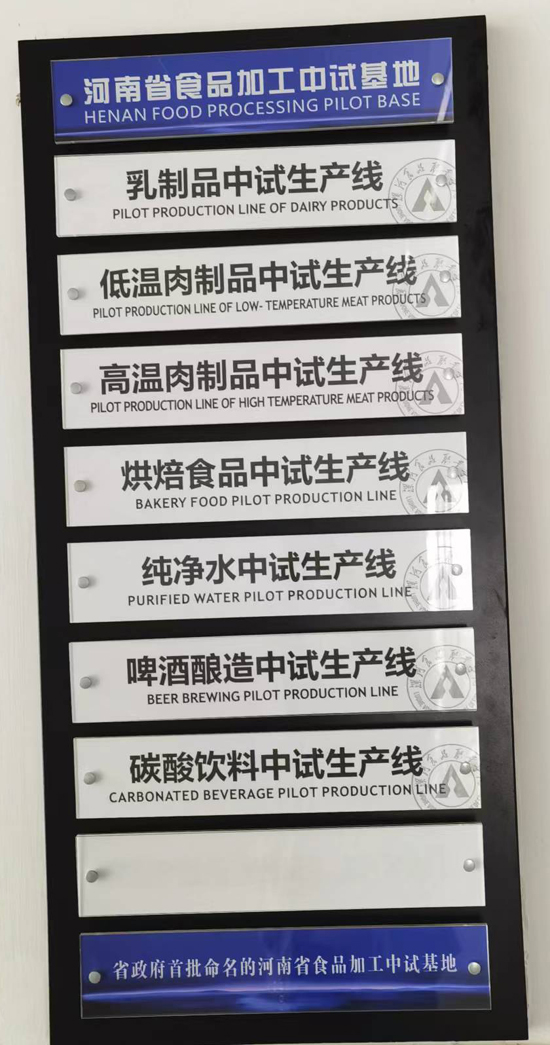 河南省食品加工中试基地
HENAN FOOD PROCESSING PILOT BASE
乳制品中试生产线
PILOT PRODUCTION LINE OF DAIRY PRODUCTS
低温肉制品中试生产线
PILOT PRODUCTION LINE OF LOW- TEMPERATURE MEAT PRODUCTS
高温肉制品中试生产线
PILOT PRODUCTION LINE OF HIGH TEMPERATURE MEAT PRODUCTS
烘焙食品中试生产线
BAKERY FOOD PILOT PRODUCTION LINE
纯净水中试生产线
PURIFIED WATER PILOT PRODUCTION LINE
啤酒酿造中试生产线
BEER BREWING PILOT PRODUCTION LINE
碳酸饮料中试生产线
CARBONATED BEVERAGE PILOT PRODUCTION LINE
省政府首批命名的河南省食品加工中试基地